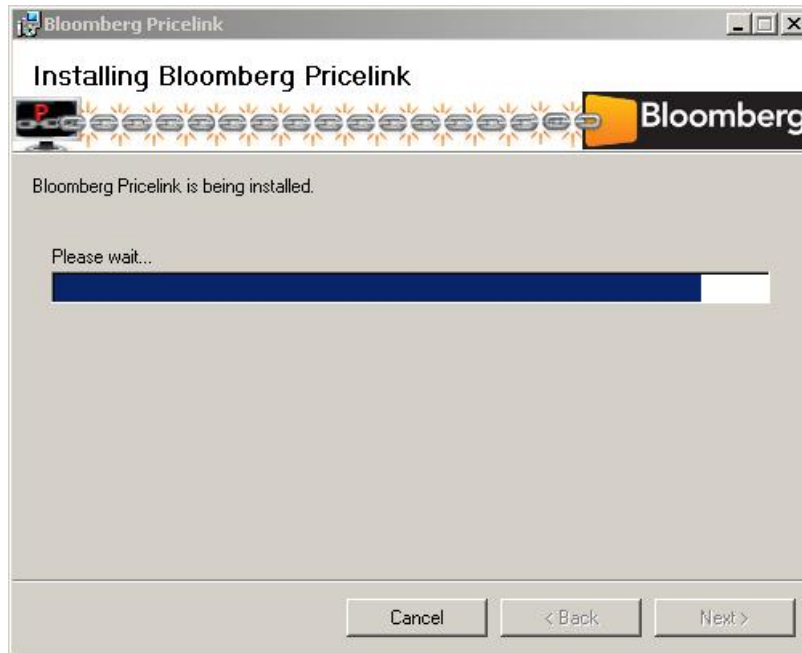 Bloomberg Pricelink
Installing Bloomberg Pricelink
P
Bloomberg
Bloomberg Pricelink is being installed.
Please wait...
Cancel
< Back
Next >